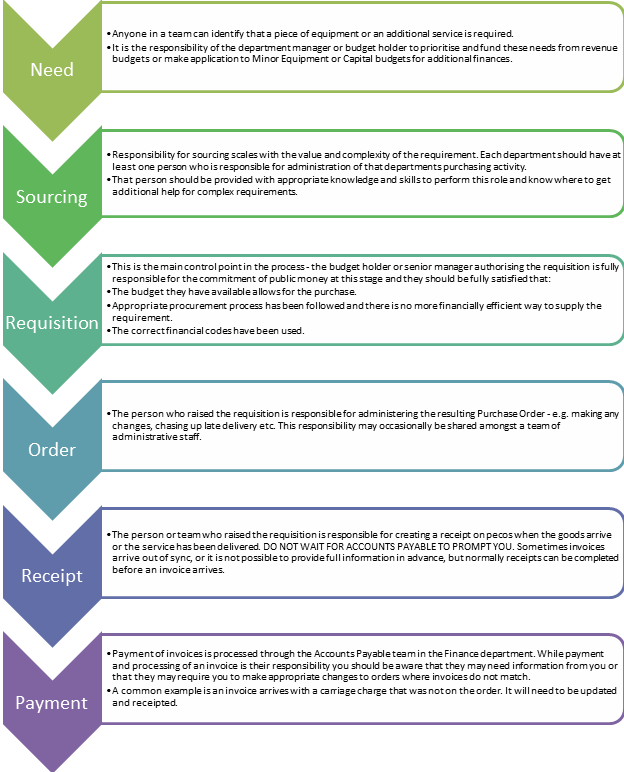 Need
•Anyone in a team can identify that a piece of equipment or an additional service is required.
•It is the responsibility of the department manager or budget holder to prioritise and fund these needs from revenue
budgets or make application to Minor Equipment or Capital budgets for additional finances.
Sourcing
•Responsibility for sourcing scales with the value and complexity of the requirement. Each department should have at
least one person who is responsible for administration of that departments purchasing activity.
•That person should be provided with appropriate knowledge and skills to perform this role and know where to get
additional help for complex requirements.
Requisition
•This is the main control point in the process - the budget holder or senior manager authorising the requisition is fully
responsible for the commitment of public money at this stage and they should be fully satisfied that:
•The budget they have available allows for the purchase.
•Appropriate procurement process has been followed and there is no more financially efficient way to supply the
requirement.
•The correct financial codes have been used.
Order
•The person who raised the requisition is responsible for administering the resulting Purchase Order - e.g. making any
changes, chasing up late delivery etc. This responsibility may occasionally be shared amongst a team of
administrative staff.
Receipt
•The person or team who raised the requisition is responsible for creating a receipt on pecos when the goods arrive
or the service has been delivered. DO NOT WAIT FOR ACCOUNTS PAYABLE TO PROMPT YOU. Sometimes invoices
arrive out of sync, or it is not possible to provide full information in advance, but normally receipts can be completed
before an invoice arrives.
Payment
•Payment of invoices is processed through the Accounts Payable team in the Finance department. While payment
and processing of an invoice is their responsibility you should be aware that they may need information from you or
that they may require you to make appropriate changes to orders where invoices do not match.
•A common example is an invoice arrives with a carriage charge that was not on the order. It will need to be updated
and receipted.